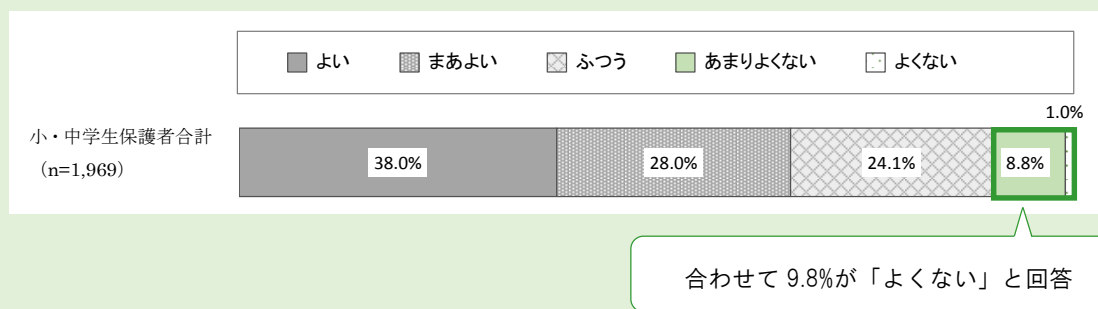 よい まあよい ふつう あまりよくない よくない
1.0%
小・中学生保護者合計
（n=1,969）
38.0% 28.0% 24.1% 8.8%
合わせて 9.8%が「よくない」と回答